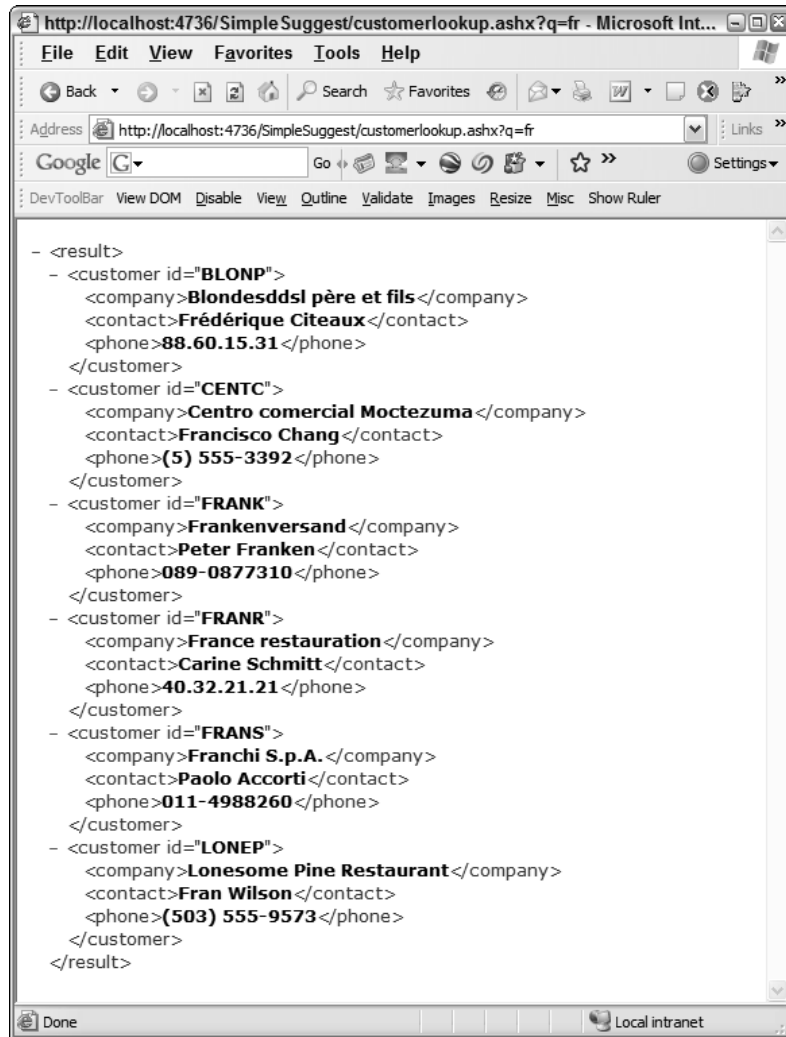 http://localhost:4736/SimpleSuggest/customerlookup.ashx?q=fr - Microsoft Int...
File Edit View Favorites Tools Help
Back Search Favorites
Address http://localhost:4736/SimpleSuggest/customerlookup.ashx?q=fr Links »
Google G Go » Settings
DevToolBar View DOM Disable View Outline Validate Images Resize Misc Show Ruler
- <result>
- <customer id="BLONP">
<company>Blondesddsl père et fils</company>
<contact>Frédérique Citeaux</contact>
<phone>88.60.15.31</phone>
</customer>
- <customer id="CENTC">
<company>Centro comercial Moctezuma</company>
<contact>Francisco Chang</contact>
<phone>(5) 555-3392</phone>
</customer>
- <customer id="FRANK">
<company>Frankenversand</company>
<contact>Peter Franken</contact>
<phone>089-0877310</phone>
</customer>
- <customer id="FRANR">
<company>France restauration</company>
<contact>Carine Schmitt</contact>
<phone>40.32.21.21</phone>
</customer>
- <customer id="FRANS">
<company>Franchi S.p.A.</company>
<contact>Paolo Accorti</contact>
<phone>011-4988260</phone>
</customer>
- <customer id="LONEP">
<company>Lonesome Pine Restaurant</company>
<contact>Fran Wilson</contact>
<phone>(503) 555-9573</phone>
</customer>
</result>
Done Local intranet